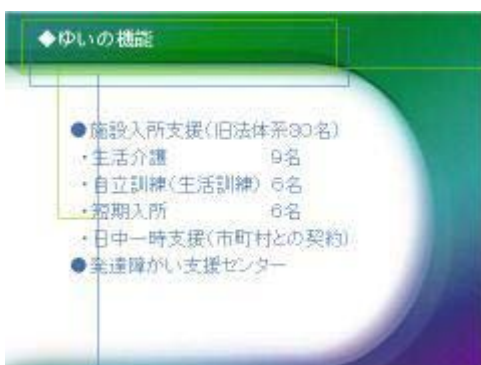 ◆ゆいの機能
●施設入所支援(旧法体系30名)
・生活介護 9名
・自立訓練(生活訓練) 6名
・短期入所 6名
・日中一時支援(市町村との契約)
●発達障がい支援センター